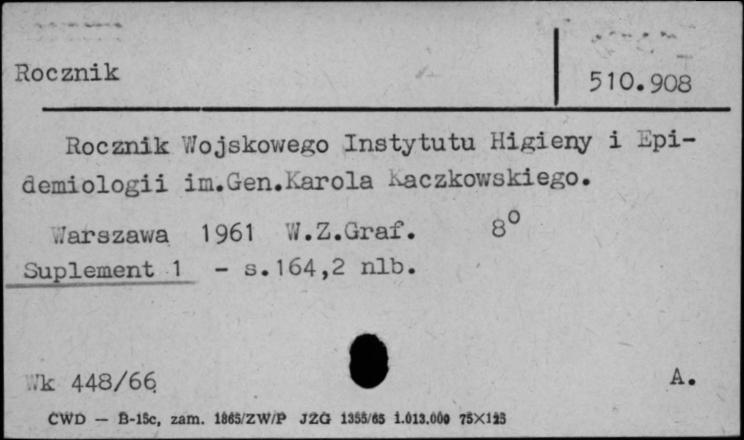 Rocznik
510.908
Rocznik Wojskowego Instytutu Higieny i Epi-
demiologii im.Gen.Karola Kaczkowskiego.
Warszawa 1961 W.Z.Graf. 8°
Suplement 1 - s.164,2 nlb.
Wk 448/66
A.
CWD — B-15c, zam. 1865/ZW/P JZG 1355/65 1.013.000 75X125